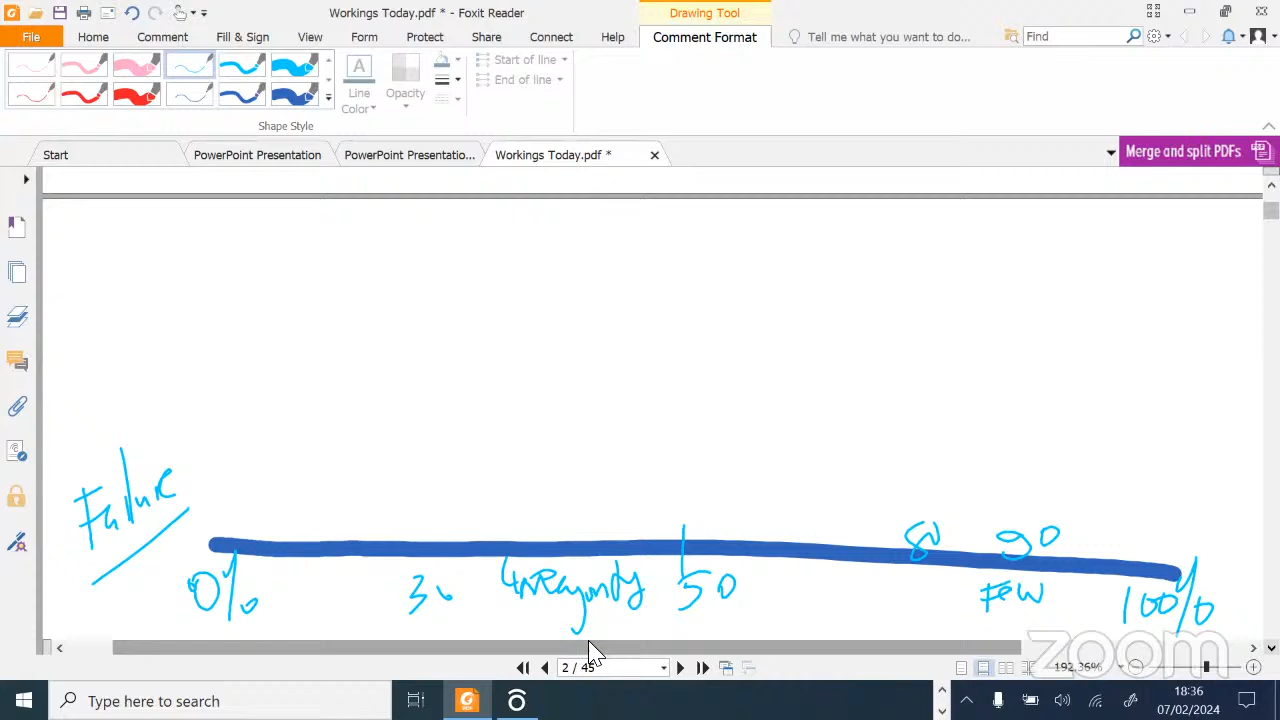 Workings Today.pdf * - Foxit Reader
Drawing Tool
File Home Comment View Fill & Sign Form Protect Share Connect Help Comment Format Tell me what you want to do... Find
Line Color
Opacity
Start of line
End of line
Shape Style
Start
PowerPoint Presentation
PowerPoint Presentatio...
Workings Today.pdf *
Merge and split PDFs
Failure
80 90
0% 30 50 Few 100%
zoom
2 / 45
192.36%
Type here to search
18:36
07/02/2024